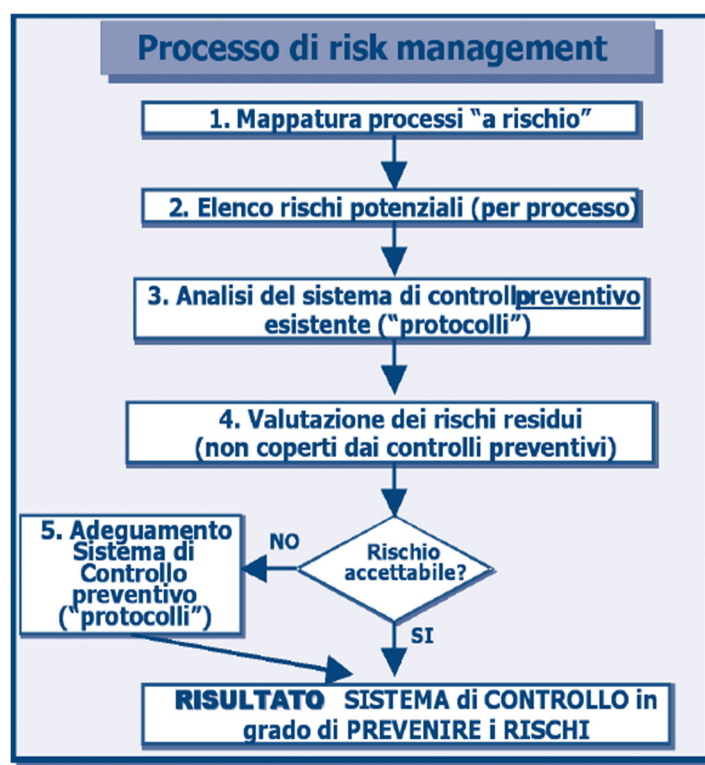 Processo di risk management
1. Mappatura processi “a rischio”
2. Elenco rischi potenziali (per processo)
3. Analisi del sistema di controllo preventivo
esistente (“protocolli”)
4. Valutazione dei rischi residui
(non coperti dai controlli preventivi)
5. Adeguamento
Sistema di
Controllo
preventivo
(“protocolli”)
NO
Rischio
accettabile?
SI
RISULTATO SISTEMA di CONTROLLO in
grado di PREVENIRE i RISCHI